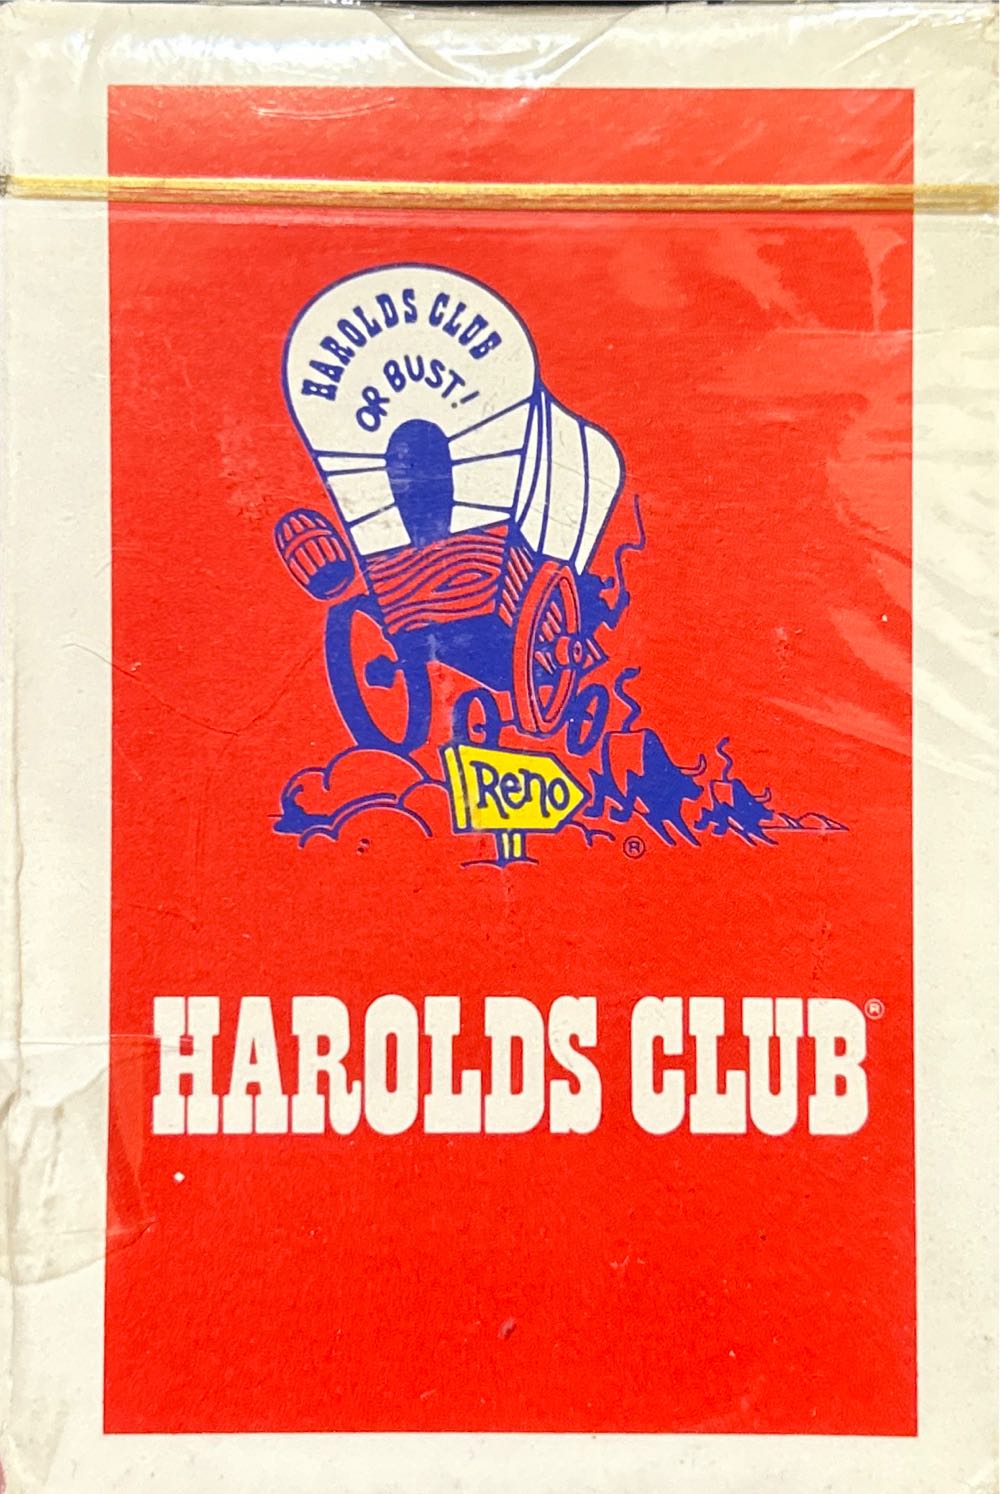 HAROLDS CLUB
OR BUST!
Reno
®
HAROLDS CLUB®